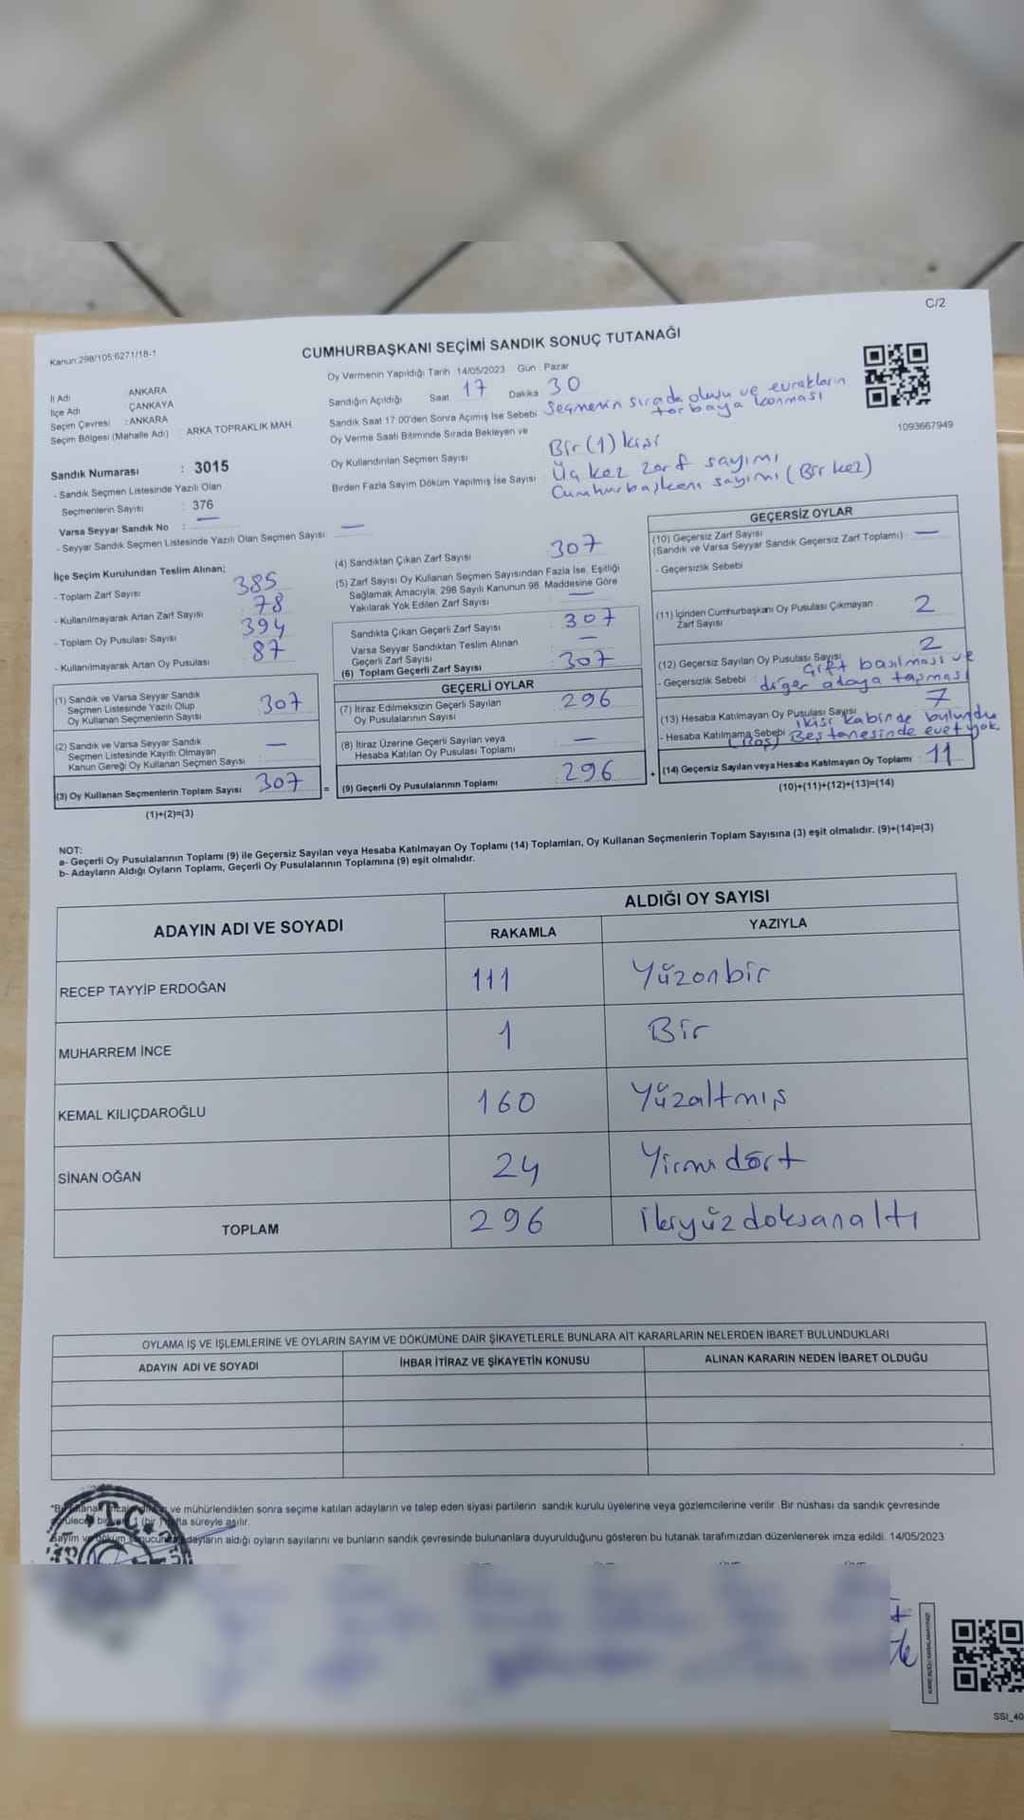 C/2
Kanun:298/105;6271/18-1
CUMHURBAŞKANI SEÇİMİ SANDIK SONUÇ TUTANAĞI
İl Adı ANKARA
İlçe Adı ÇANKAYA
Seçim Çevresi : ANKARA
Seçim Bölgesi (Mahalle Adı) ARKA TOPRAKLIK MAH.
Oy Vermenin Yapıldığı Tarih 14/05/2023 Gün Pazar
Sandığın Açıldığı Saat 17 Dakika 30
Sandık Saat 17:00'den Sonra Açımış İse Sebebi Seçmenin sırada oluşu ve evrakların
torbaya konması
Oy Verme Saati Bitiminde Sırada Bekleyen ve
Oy Kullandırılan Seçmen Sayısı Bir (1) kişi
Birden Fazla Sayım Döküm Yapılmış İse Sayısı Üç kez zarf sayımı
Cumhurbaşkanı sayımı (Bir kez)
1093667949
Sandık Numarası : 3015
- Sandık Seçmen Listesinde Yazılı Olan
Seçmenlerin Sayısı : 376
Varsa Seyyar Sandık No : —
- Seyyar Sandık Seçmen Listesinde Yazılı Olan Seçmen Sayısı —
İlçe Seçim Kurulundan Teslim Alınan;
- Toplam Zarf Sayısı 385
- Kullanılmayarak Artan Zarf Sayısı 78
- Toplam Oy Pusulası Sayısı 394
- Kullanılmayarak Artan Oy Pusulası 87
(1) Sandık ve Varsa Seyyar Sandık
Seçmen Listesinde Yazılı Olup
Oy Kullanan Seçmenlerin Sayısı 307
(2) Sandık ve Varsa Seyyar Sandık
Seçmen Listesinde Kayıtlı Olmayan
Kanun Gereği Oy Kullanan Seçmen Sayısı —
(3) Oy Kullanan Seçmenlerin Toplam Sayısı 307
(1)+(2)=(3)
(4) Sandıktan Çıkan Zarf Sayısı 307
(5) Zarf Sayısı Oy Kullanan Seçmen Sayısından Fazla İse, Eşitliği
Sağlamak Amacıyla, 298 Sayılı Kanunun 98. Maddesine Göre
Yakılarak Yok Edilen Zarf Sayısı —
Sandıkta Çıkan Geçerli Zarf Sayısı 307
Varsa Seyyar Sandıktan Teslim Alınan
Geçerli Zarf Sayısı —
(6) Toplam Geçerli Zarf Sayısı 307
GEÇERLİ OYLAR
(7) İtiraz Edilmeksizin Geçerli Sayılan
Oy Pusulalarının Sayısı 296
(8) İtiraz Üzerine Geçerli Sayılan veya
Hesaba Katılan Oy Pusulası Toplamı —
= (9) Geçerli Oy Pusulalarının Toplamı 296
GEÇERSİZ OYLAR
(10) Geçersiz Zarf Sayısı
(Sandık ve Varsa Seyyar Sandık Geçersiz Zarf Toplamı) —
- Geçersizlik Sebebi
(11) İçinden Cumhurbaşkanı Oy Pusulası Çıkmayan
Zarf Sayısı 2
(12) Geçersiz Sayılan Oy Pusulası Sayısı 2
- Geçersizlik Sebebi Çift basılması ve
diğer adaya taşması
(13) Hesaba Katılmayan Oy Pusulası Sayısı 7
- Hesaba Katılmama Sebebi ikisi kabinde bulundu
(Boş) Beş tanesinde evet yok
+ (14) Geçersiz Sayılan veya Hesaba Katılmayan Oy Toplamı 11
(10)+(11)+(12)+(13)=(14)
NOT:
a- Geçerli Oy Pusulalarının Toplamı (9) ile Geçersiz Sayılan veya Hesaba Katılmayan Oy Toplamı (14) Toplamları, Oy Kullanan Seçmenlerin Toplam Sayısına (3) eşit olmalıdır. (9)+(14)=(3)
b- Adayların Aldığı Oyların Toplamı, Geçerli Oy Pusulalarının Toplamına (9) eşit olmalıdır.
ADAYIN ADI VE SOYADI ALDIĞI OY SAYISI
RAKAMLA YAZIYLA
RECEP TAYYİP ERDOĞAN 111 Yüzonbir
MUHARREM İNCE 1 Bir
KEMAL KILIÇDAROĞLU 160 Yüzaltmış
SİNAN OĞAN 24 Yirmi dört
TOPLAM 296 ikiyüzdoksanaltı
OYLAMA İŞ VE İŞLEMLERİNE VE OYLARIN SAYIM VE DÖKÜMÜNE DAİR ŞİKAYETLERLE BUNLARA AİT KARARLARIN NELERDEN İBARET BULUNDUKLARI
ADAYIN ADI VE SOYADI İHBAR İTİRAZ VE ŞİKAYETİN KONUSU ALINAN KARARIN NEDEN İBARET OLDUĞU
ve mühürlendikten sonra seçime katılan adayların ve talep eden siyasi partilerin sandık kurulu üyelerine veya gözlemcilerine verilir. Bir nüshası da sandık çevresinde
süreyle asılır.
adayların aldığı oyların sayılarını ve bunların sandık çevresinde bulunanlara duyurulduğunu gösteren bu tutanak tarafımızdan düzenlenerek imza edildi. 14/05/2023
T.C.
SSI_40